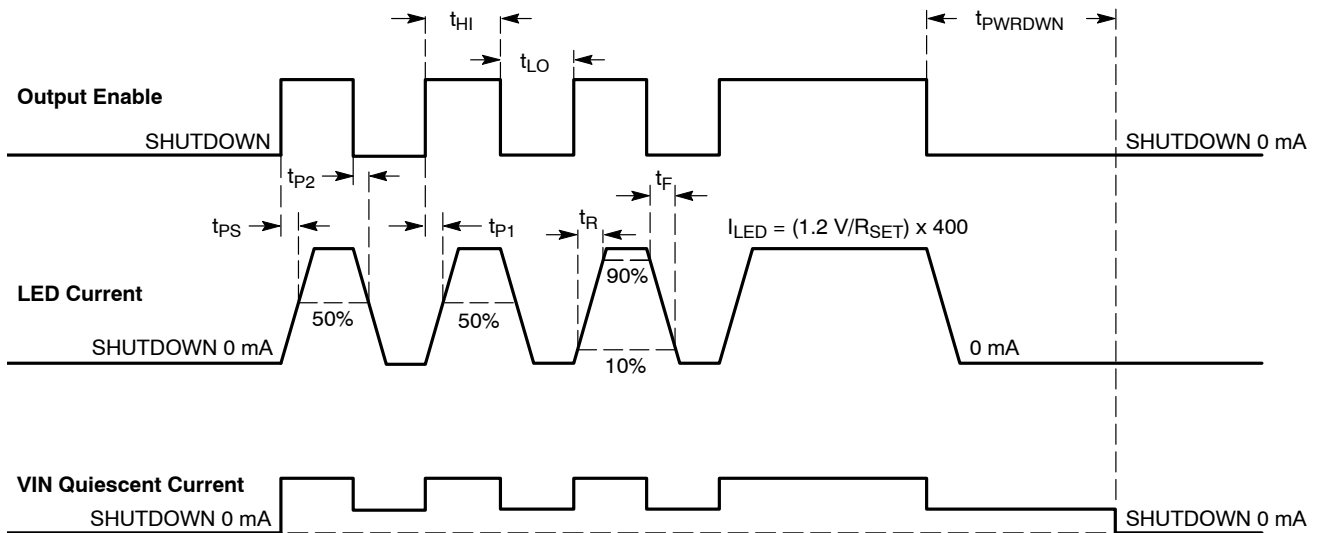 tHI
tPWRDWN
tLO
Output Enable
SHUTDOWN
SHUTDOWN 0 mA
tP2
tF
tPS
tP1
tR
ILED = (1.2 V/RSET) x 400
90%
LED Current
50%
50%
SHUTDOWN 0 mA
0 mA
10%
VIN Quiescent Current
SHUTDOWN 0 mA
SHUTDOWN 0 mA